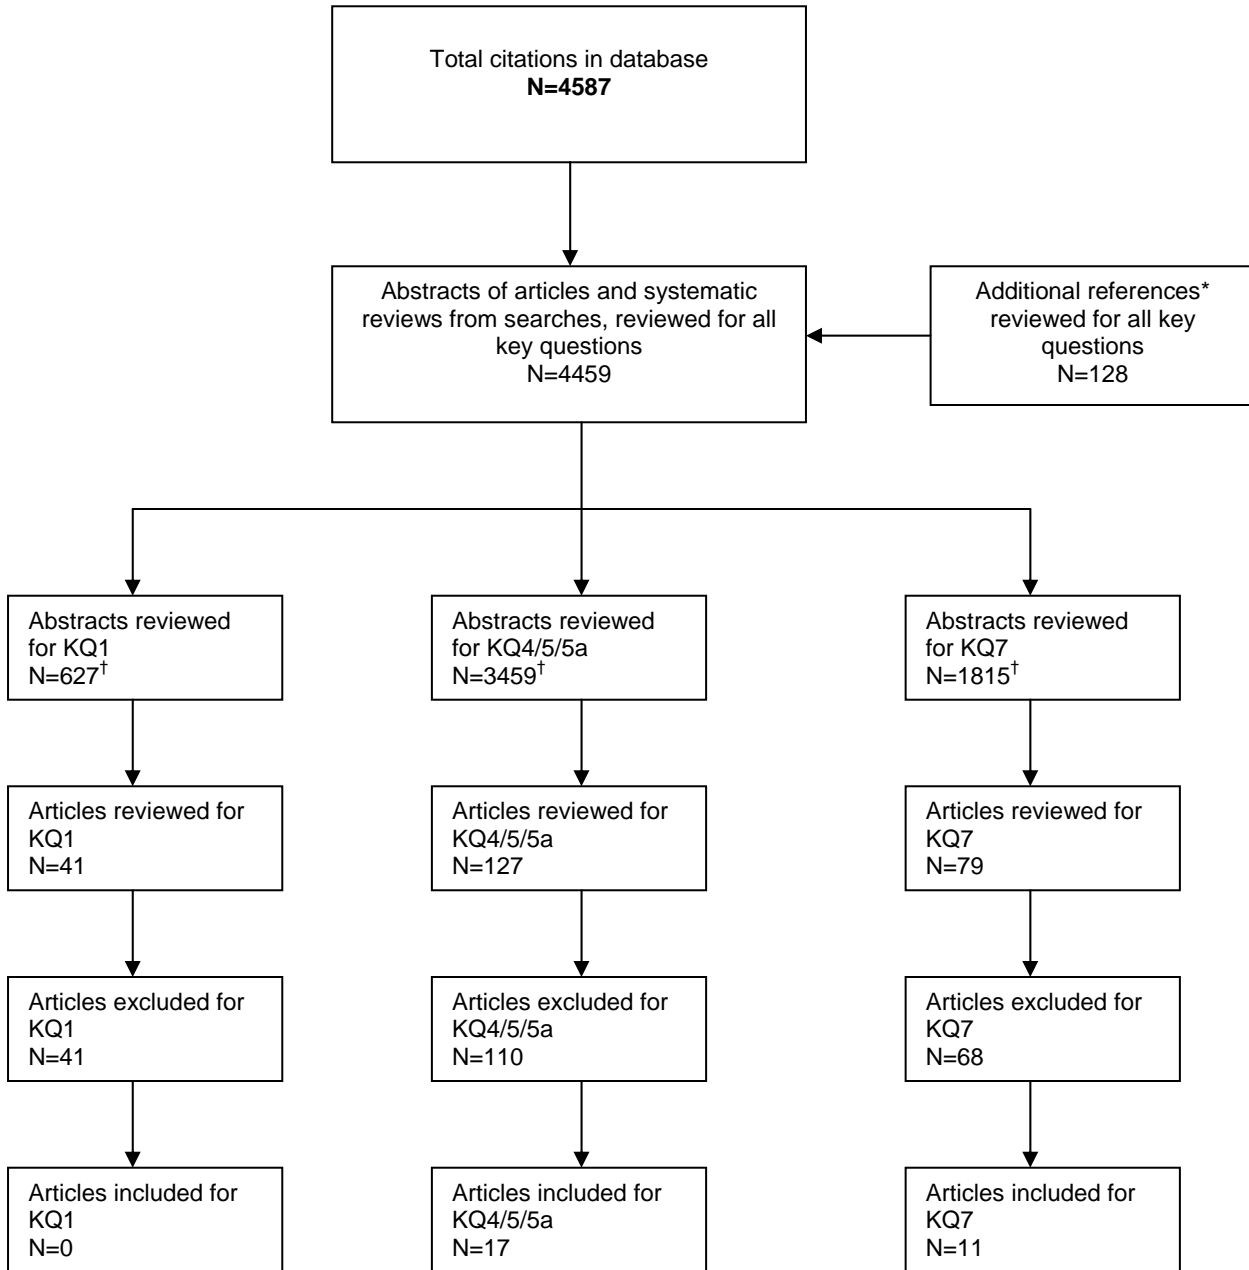 Total citations in database
N=4587
Abstracts of articles and systematic
reviews from searches, reviewed for all
key questions
N=4459
Additional references*
reviewed for all key
questions
N=128
Abstracts reviewed
for KQ1
N=627†
Abstracts reviewed
for KQ4/5/5a
N=3459†
Abstracts reviewed
for KQ7
N=1815†
Articles reviewed for
KQ1
N=41
Articles reviewed for
KQ4/5/5a
N=127
Articles reviewed for
KQ7
N=79
Articles excluded for
KQ1
N=41
Articles excluded for
KQ4/5/5a
N=110
Articles excluded for
KQ7
N=68
Articles included for
KQ1
N=0
Articles included for
KQ4/5/5a
N=17
Articles included for
KQ7
N=11